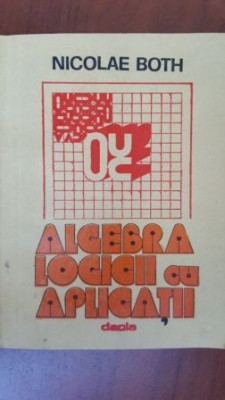 NICOLAE BOTH
ALGEBRA
LOGICII cu
APLICAȚII
dacia